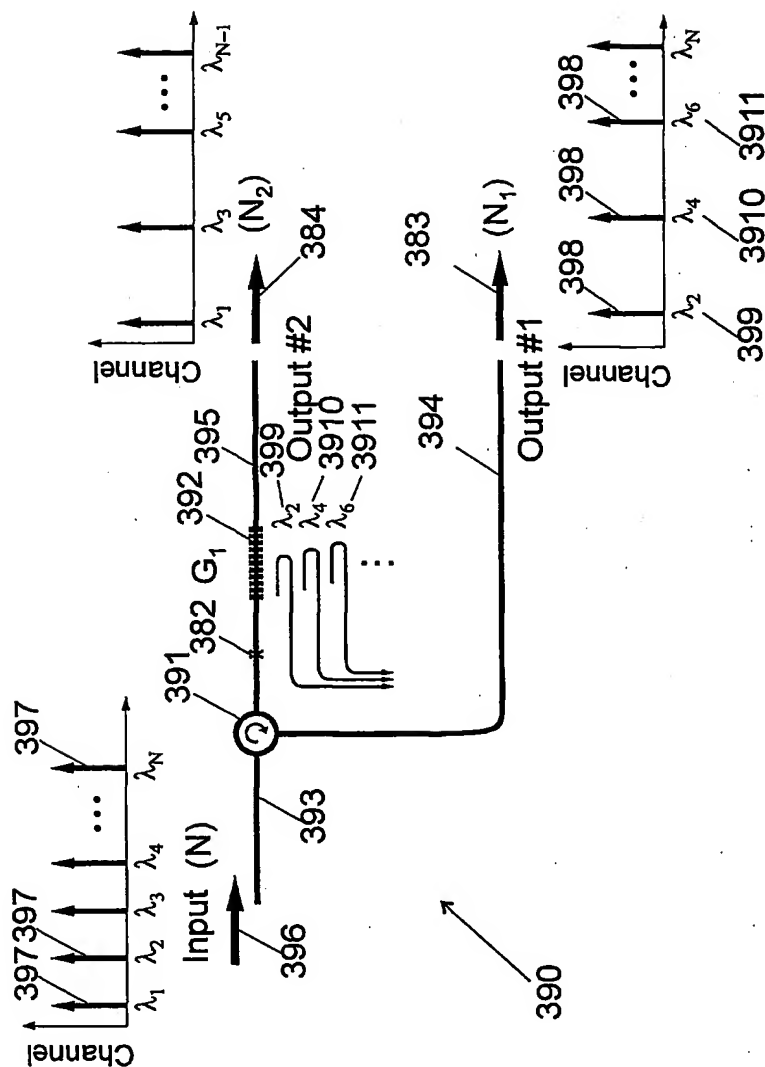 Channel
397
397
397
λ1
λ2
λ3
λ4
• • •
λN
Input (N)
396
393
391
382
G1
392
395
399
λ2
3910
λ4
3911
λ6
• • •
Output #2
384
(N2)
Channel
λ1
λ3
λ5
• • •
λN−1
394
Output #1
383
(N1)
Channel
398
398
398
• • •
λ2
λ4
λ6
λN
399
3910
3911
390